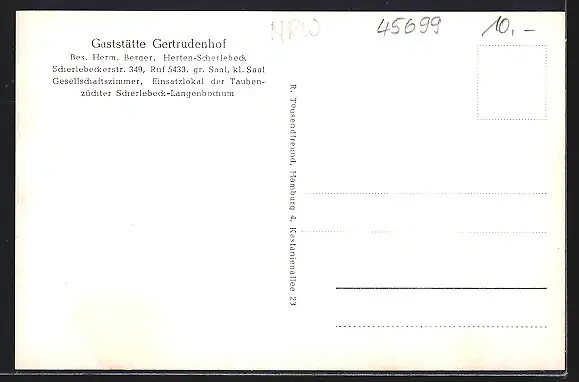 NRW 45699 10,-
Gaststätte Gertrudenhof
Bes. Herm. Berger, Herten-Scherlebeck
Scherlebeckerstr. 349, Ruf 5433, gr. Saal, kl. Saal
Gesellschaftszimmer, Einsatzlokal der Tauben-
züchter Scherlebeck-Langenbochum
R. Tausendfreund, Hamburg 4, Kastanienallee 23